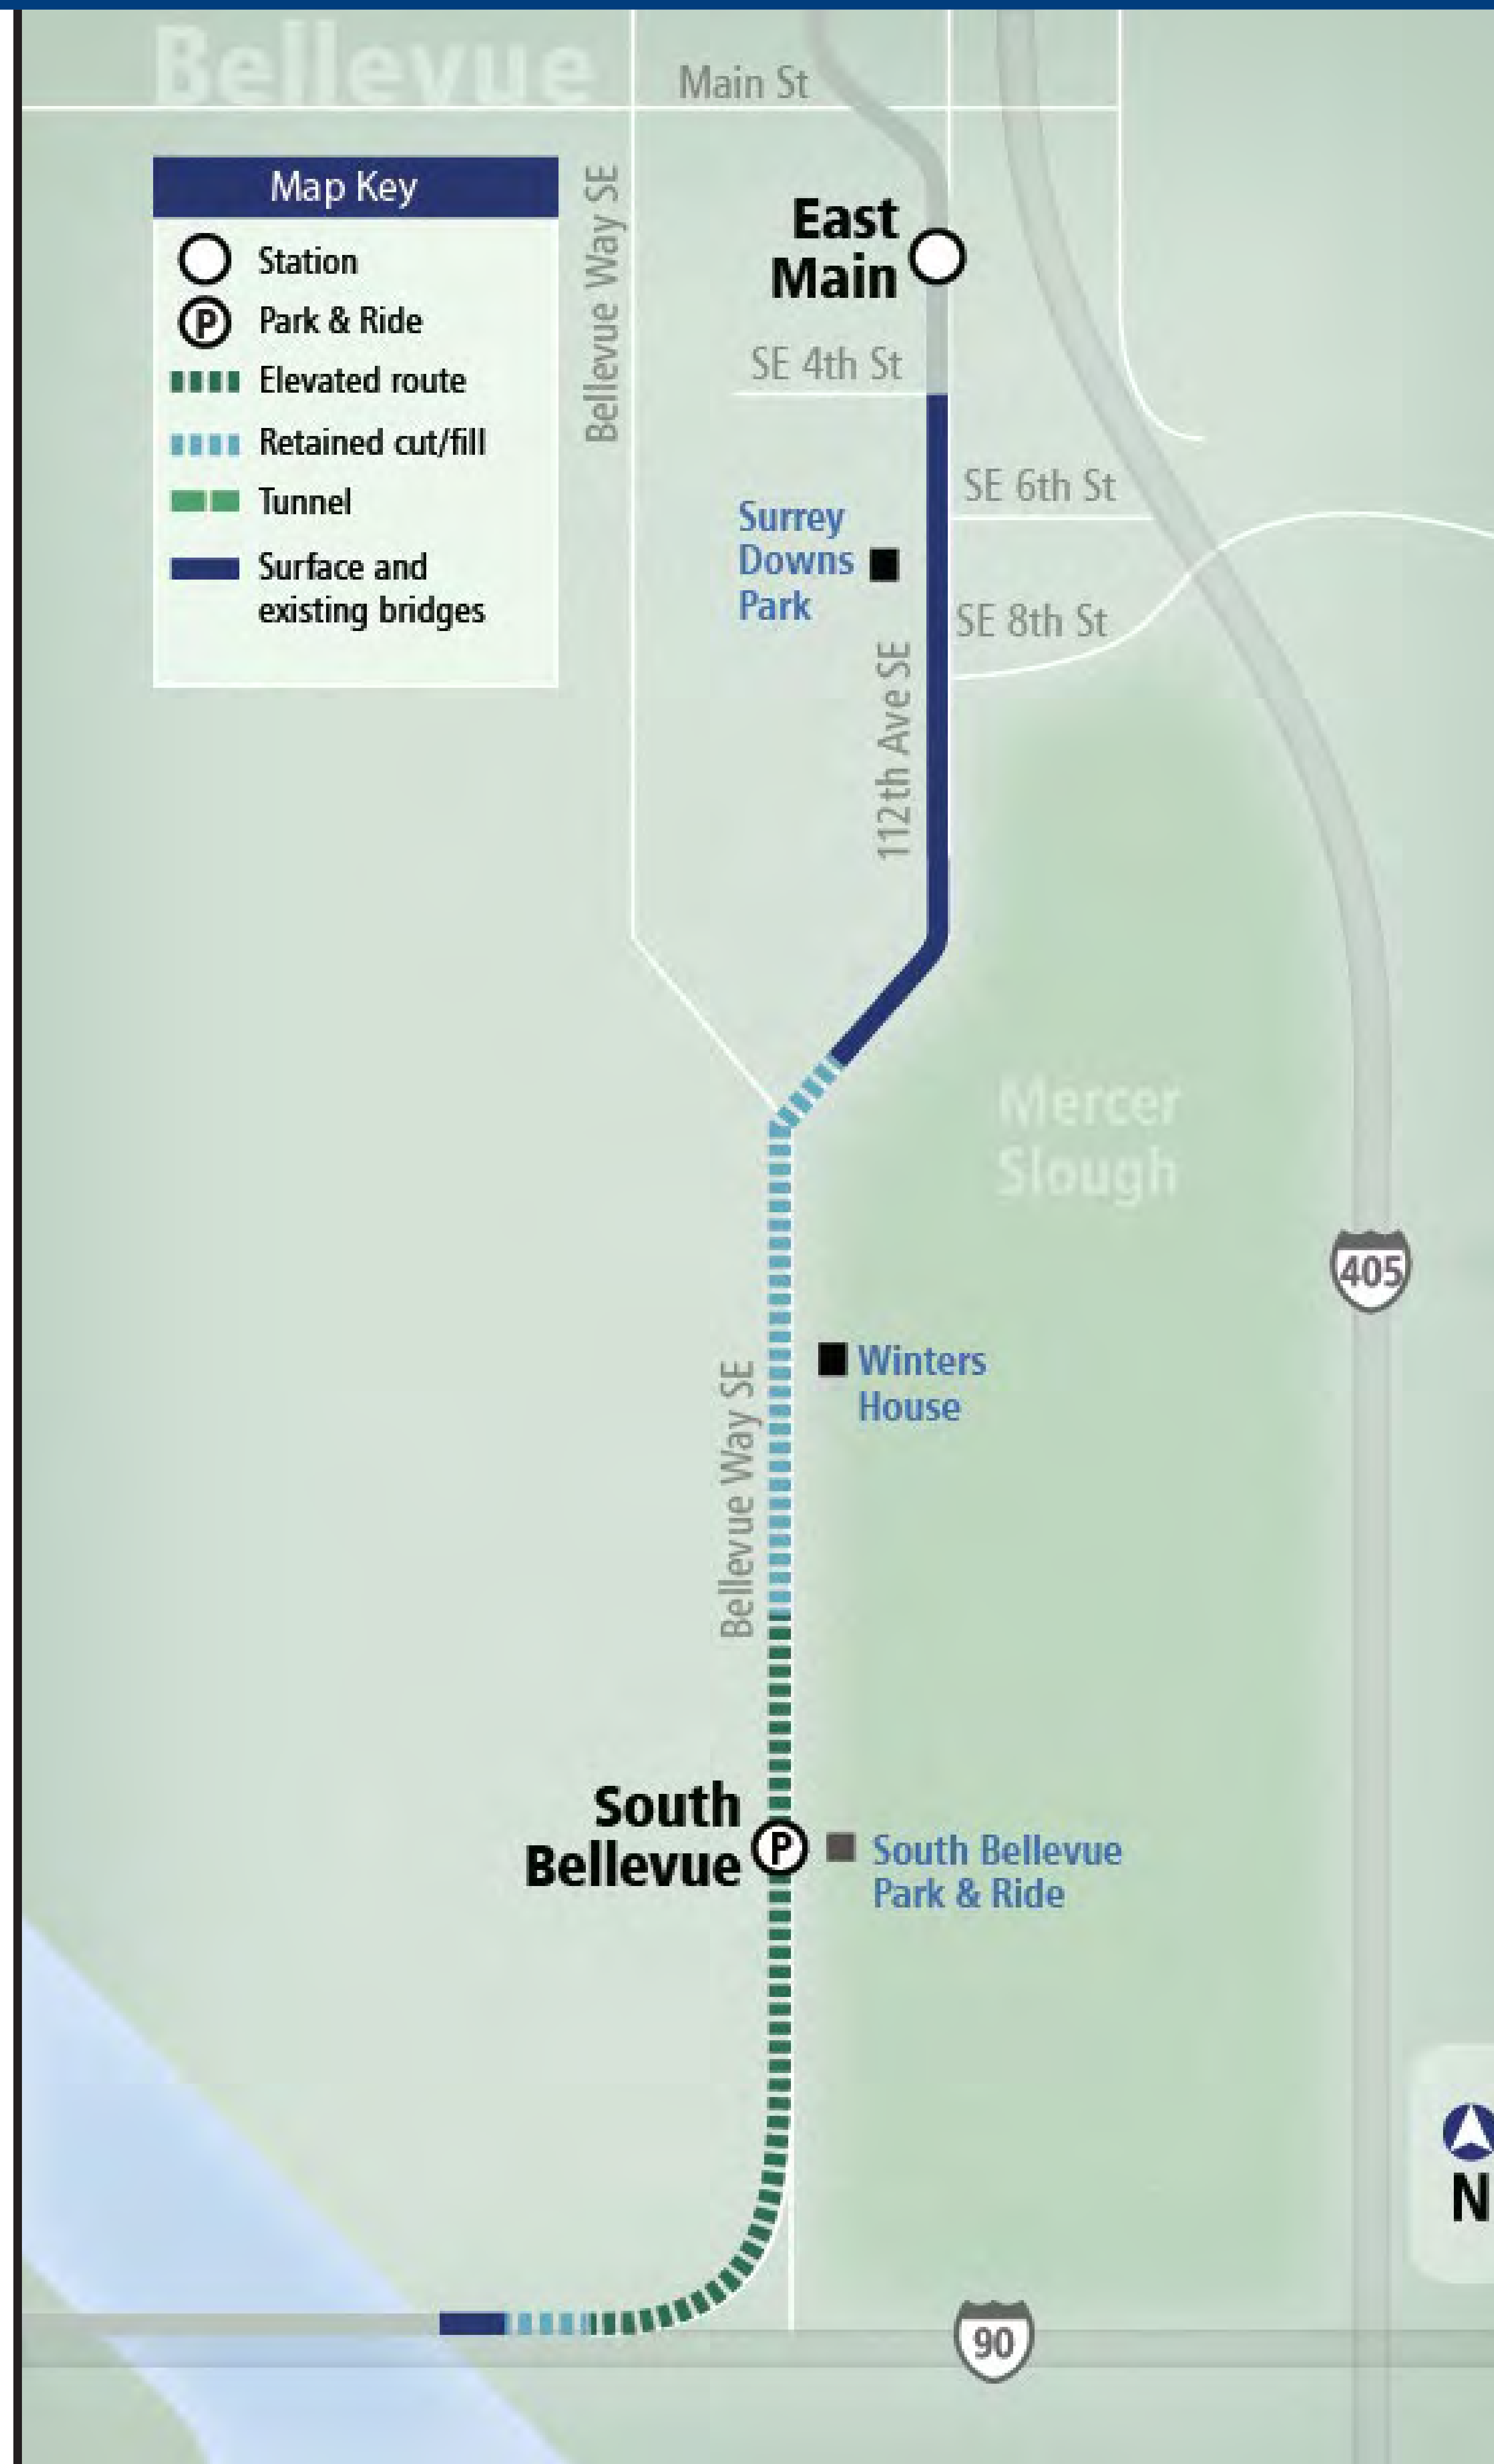 Bellevue
Main St
Map Key
Station
P
Park & Ride
Elevated route
Retained cut/fill
Tunnel
Surface and
existing bridges
Bellevue Way SE
East
Main
SE 4th St
SE 6th St
Surrey
Downs
Park
SE 8th St
112th Ave SE
Mercer
Slough
405
Winters
House
Bellevue Way SE
South
Bellevue
P
South Bellevue
Park & Ride
N
90